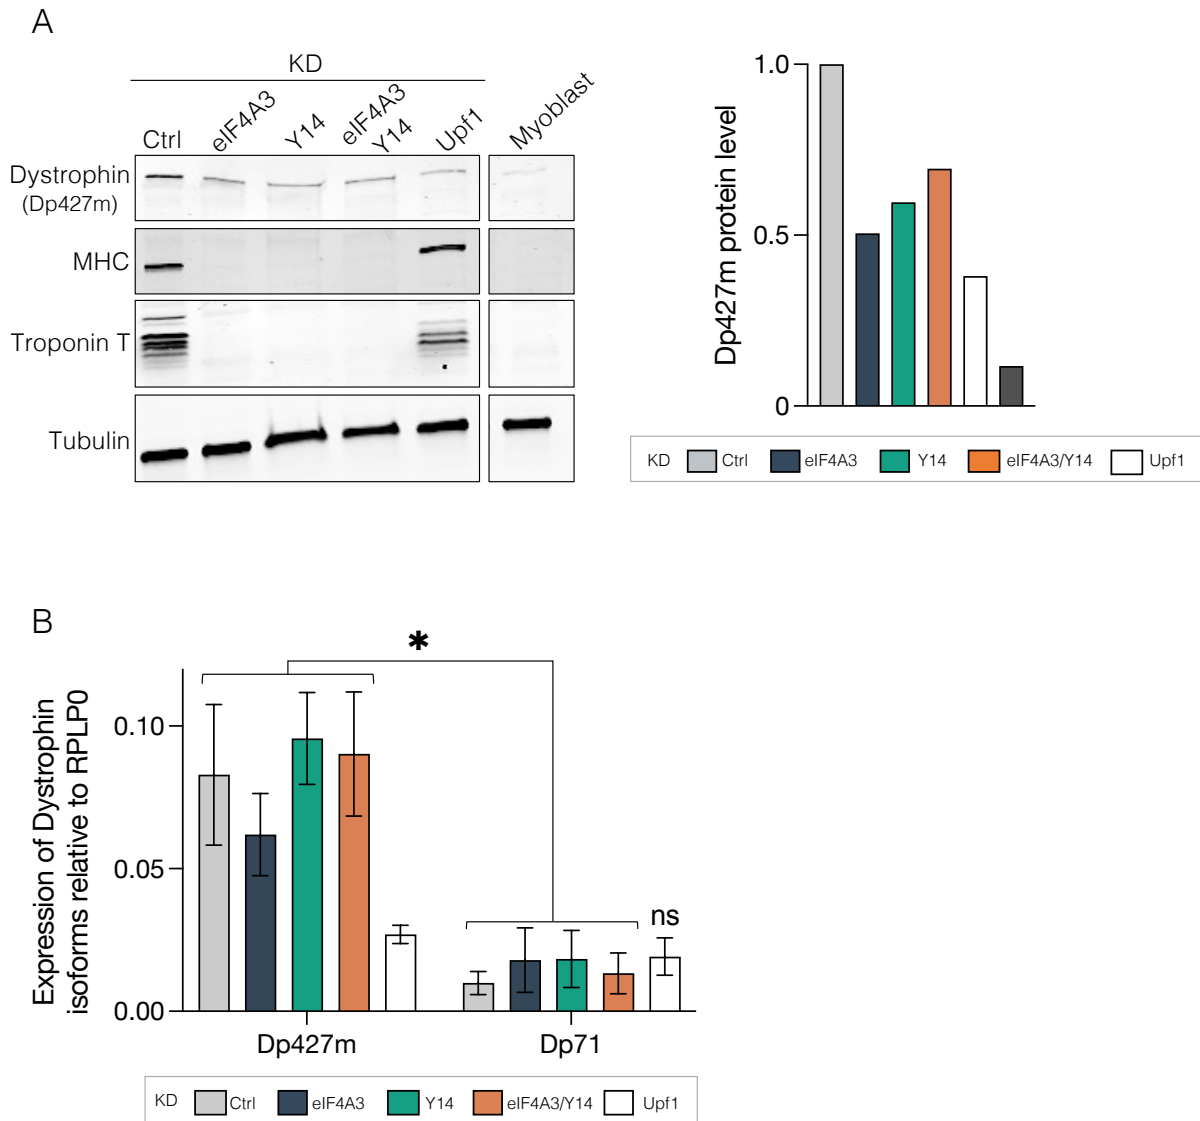 A
KD
Ctrl
eIF4A3
Y14
eIF4A3
Y14
Upf1
Myoblast
Dystrophin
(Dp427m)
MHC
Troponin T
Tubulin
Dp427m protein level
1.0
0.5
0
KD Ctrl eIF4A3 Y14 eIF4A3/Y14 Upf1
B
Expression of Dystrophin
isoforms relative to RPLP0
0.10
0.05
0.00
*
ns
Dp427m Dp71
KD Ctrl eIF4A3 Y14 eIF4A3/Y14 Upf1